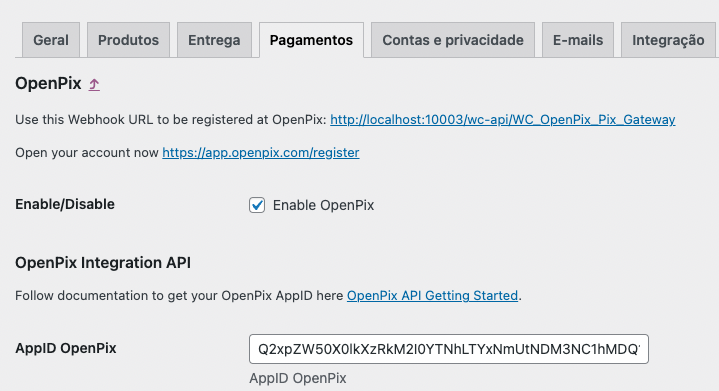 Geral Produtos Entrega Pagamentos Contas e privacidade E-mails Integração
OpenPix
Use this Webhook URL to be registered at OpenPix: http://localhost:10003/wc-api/WC_OpenPix_Pix_Gateway
Open your account now https://app.openpix.com/register
Enable/Disable Enable OpenPix
OpenPix Integration API
Follow documentation to get your OpenPix AppID here OpenPix API Getting Started.
AppID OpenPix
AppID OpenPix